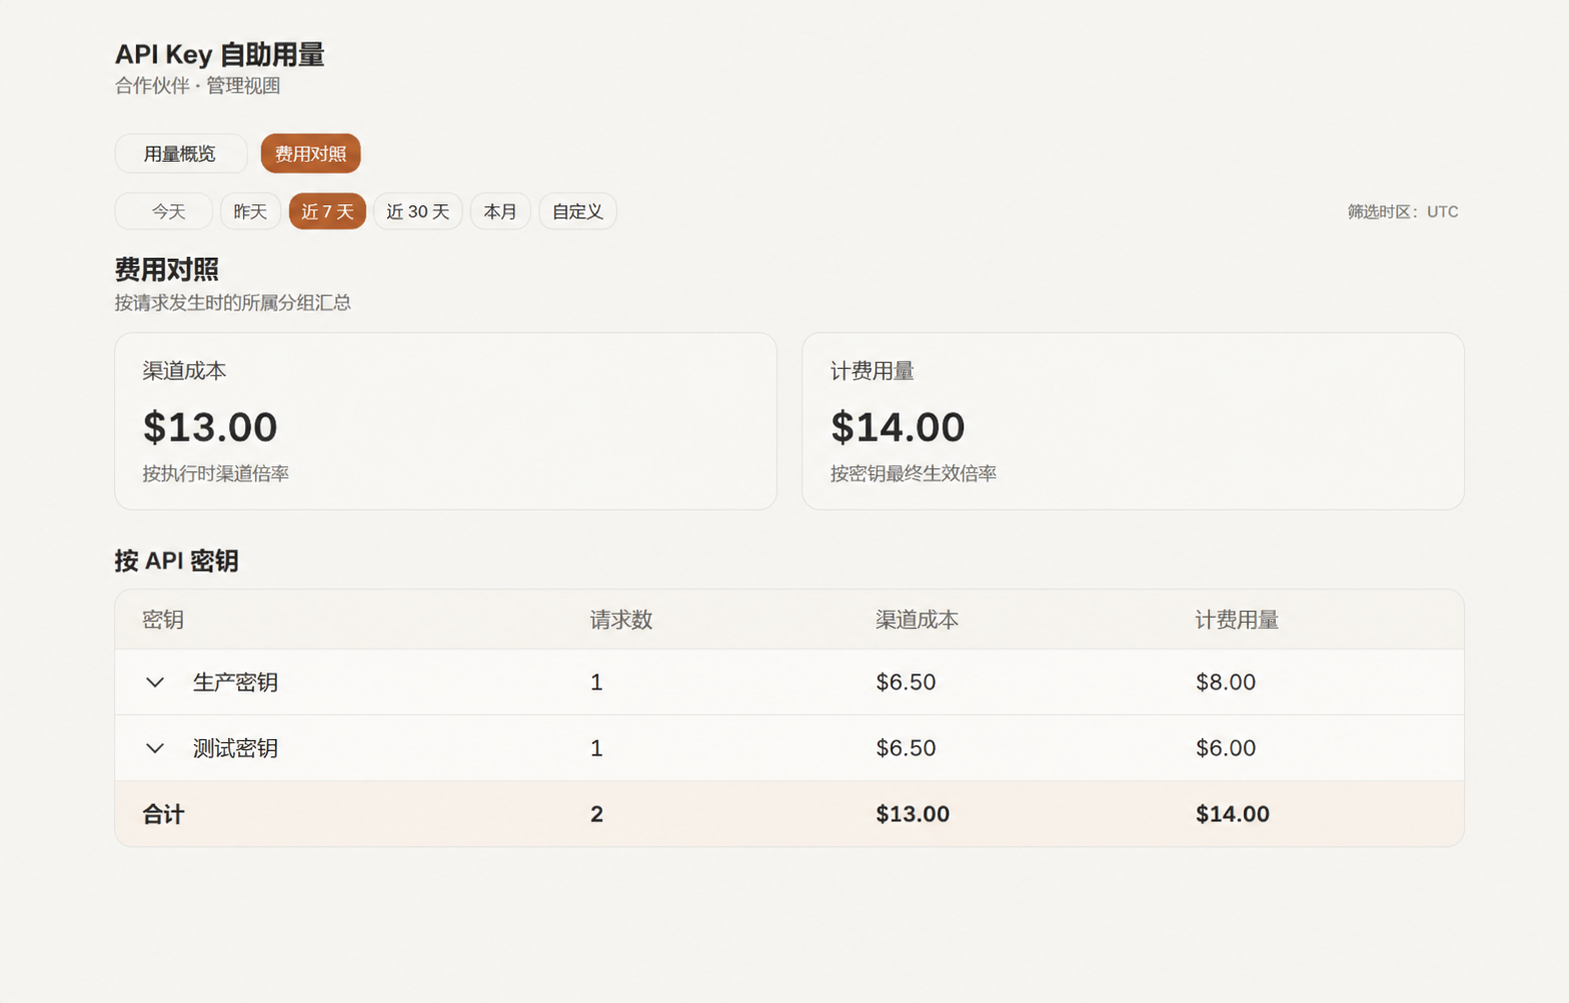 API Key 自助用量
合作伙伴 · 管理视图
用量概览 费用对照
今天 昨天 近 7 天 近 30 天 本月 自定义 筛选时区：UTC
费用对照
按请求发生时的所属分组汇总
渠道成本
$13.00
按执行时渠道倍率
计费用量
$14.00
按密钥最终生效倍率
按 API 密钥
密钥 请求数 渠道成本 计费用量
生产密钥 1 $6.50 $8.00
测试密钥 1 $6.50 $6.00
合计 2 $13.00 $14.00